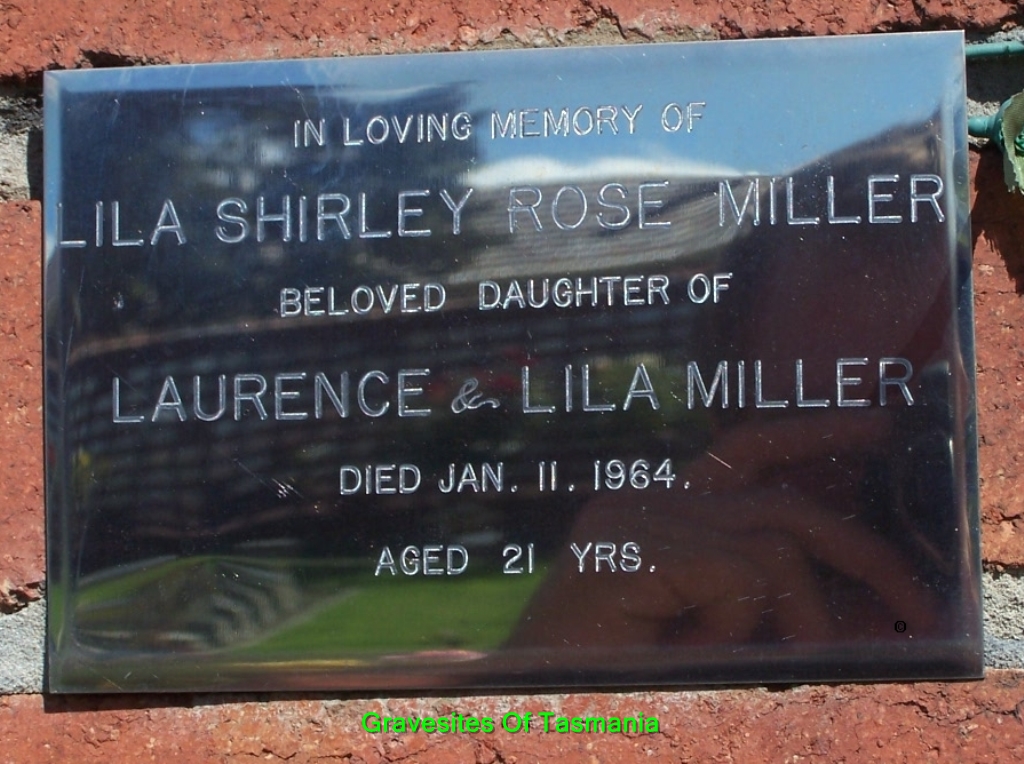 IN LOVING MEMORY OF
LILA SHIRLEY ROSE MILLER
BELOVED DAUGHTER OF
LAURENCE & LILA MILLER
DIED JAN. 11. 1964.
AGED 21 YRS.
©
Gravesites Of Tasmania